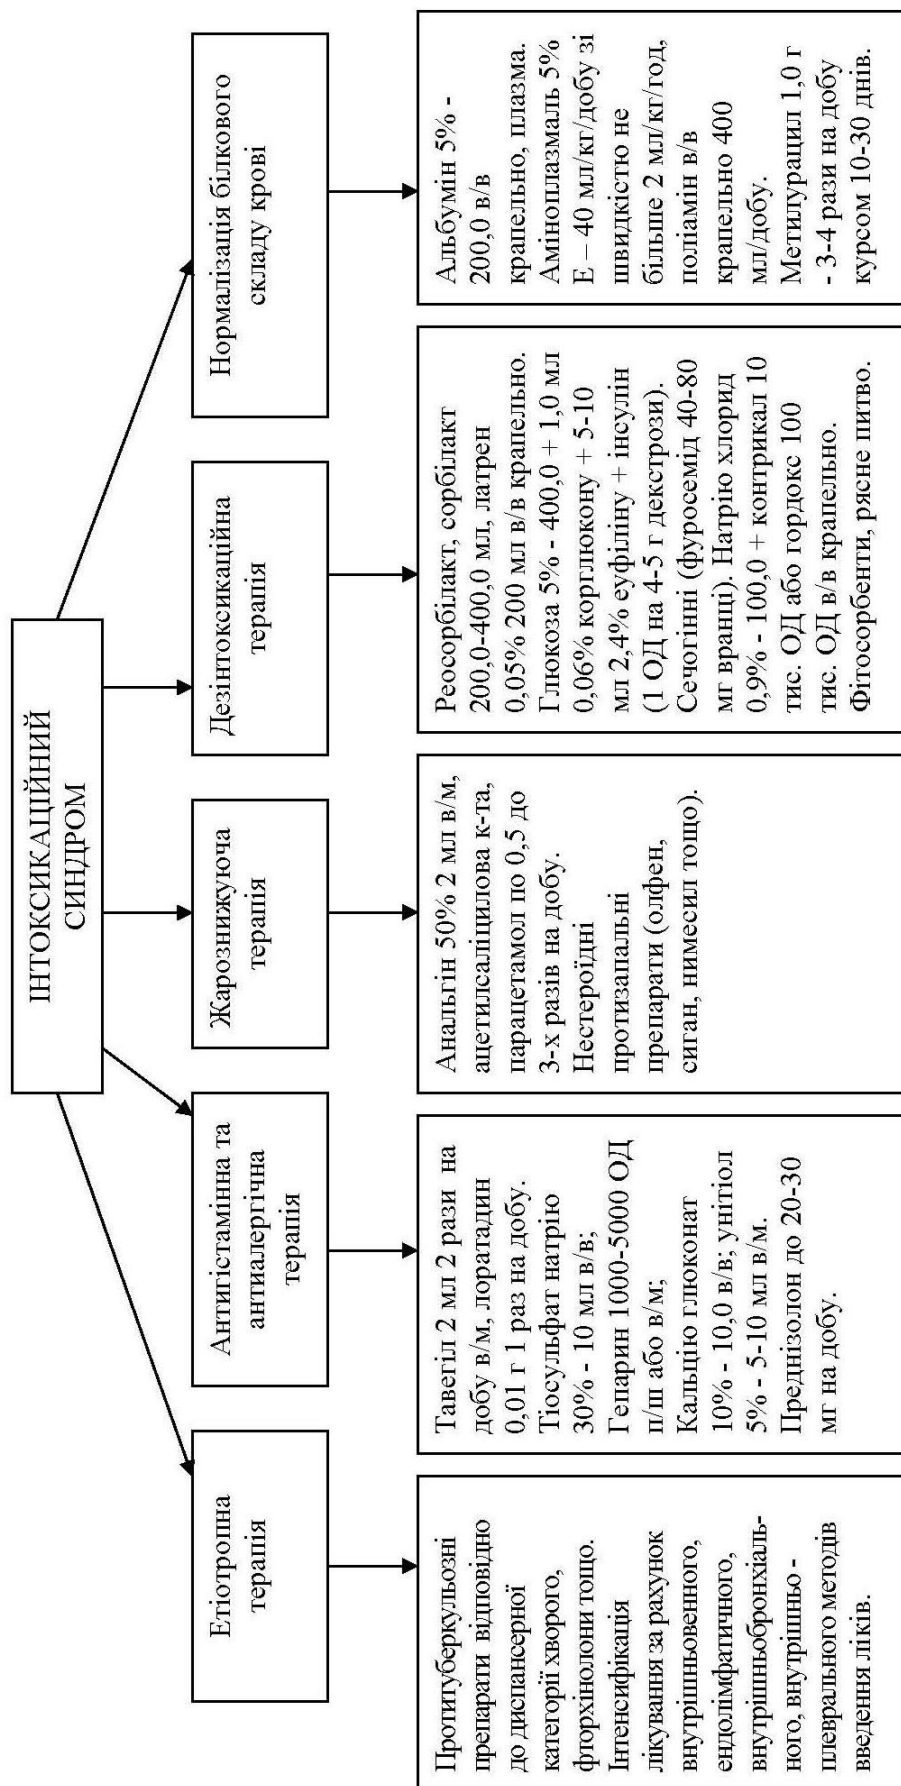 ІНТОКСИКАЦІЙНИЙ
СИНДРОМ
Етіотропна
терапія
Антигістамінна та
антиалергічна
терапія
Жарознижуюча
терапія
Дезінтоксикаційна
терапія
Нормалізація білкового
складу крові
Протитуберкульозні
препарати відповідно
до диспансерної
категорії хворого,
фторхінолони тощо.
Інтенсифікація
лікування за рахунок
внутрішньовенного,
ендолімфатичного,
внутрішньобронхіаль-
ного, внутрішньо -
плеврального методів
введення ліків.
Тавегіл 2 мл 2 рази на
добу в/м, лоратадин
0,01 г 1 раз на добу.
Тіосульфат натрію
30% - 10 мл в/в;
Гепарин 1000-5000 ОД
п/ш або в/м;
Кальцію глюконат
10% - 10,0 в/в; унітіол
5% - 5-10 мл в/м.
Преднізолон до 20-30
мг на добу.
Анальгін 50% 2 мл в/м,
ацетилсаліцилова к-та,
парацетамол по 0,5 до
3-х разів на добу.
Нестероїдні
протизапальні
препарати (олфен,
сиган, нимесил тощо).
Реосорбілакт, сорбілакт
200,0-400,0 мл, латрен
0,05% 200 мл в/в крапельно.
Глюкоза 5% - 400,0 + 1,0 мл
0,06% корглюкону + 5-10
мл 2,4% еуфіліну + інсулін
(1 ОД на 4-5 г декстрози).
Сечогінні (фуросемід 40-80
мг вранці). Натрію хлорид
0,9% - 100,0 + контрикал 10
тис. ОД або гордокс 100
тис. ОД в/в крапельно.
Фітосорбенти, рясне питво.
Альбумін 5% -
200,0 в/в
крапельно, плазма.
Аміноплазмаль 5%
Е – 40 мл/кг/добу зі
швидкістю не
більше 2 мл/кг/год,
поліамін в/в
крапельно 400
мл/добу.
Метилурацил 1,0 г
- 3-4 рази на добу
курсом 10-30 днів.